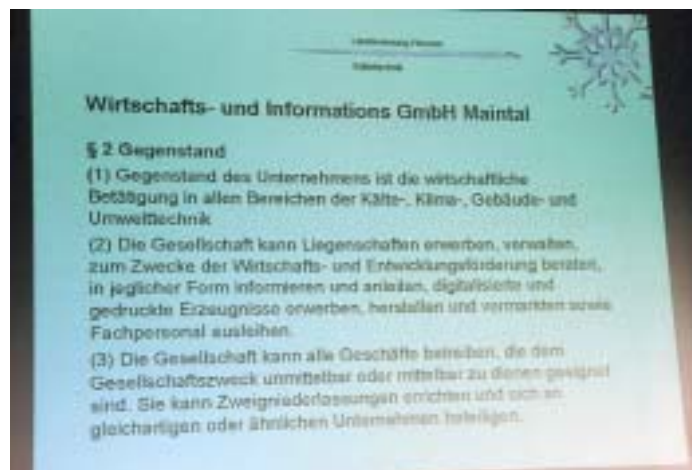 Wirtschafts- und Informations GmbH Maintal
§ 2 Gegenstand
(1) Gegenstand des Unternehmens ist die wirtschaftliche
Betätigung in allen Bereichen der Kälte-, Klima-, Gebäude- und
Umwelttechnik
(2) Die Gesellschaft kann Liegenschaften erwerben, verwalten,
zum Zwecke der Wirtschafts- und Entwicklungsförderung beraten,
in jeglicher Form informieren und anleiten, digitalisierte und
gedruckte Erzeugnisse erwerben, herstellen und vermarkten sowie
Fachpersonal ausleihen.
(3) Die Gesellschaft kann alle Geschäfte betreiben, die dem
Gesellschaftszweck unmittelbar oder mittelbar zu dienen geeignet
sind. Sie kann Zweigniederlassungen errichten und sich an
gleichartigen oder ähnlichen Unternehmen beteiligen.